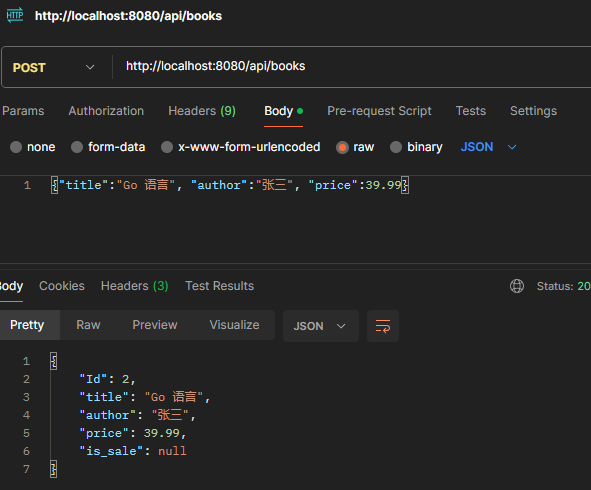 HTTP http://localhost:8080/api/books
POST http://localhost:8080/api/books
Params Authorization Headers (9) Body Pre-request Script Tests Settings
none form-data x-www-form-urlencoded raw binary JSON
1 {"title":"Go 语言", "author":"张三", "price":39.99}
Body Cookies Headers (3) Test Results Status: 20
Pretty Raw Preview Visualize JSON
1 {
2 "Id": 2,
3 "title": "Go 语言",
4 "author": "张三",
5 "price": 39.99,
6 "is_sale": null
7 }